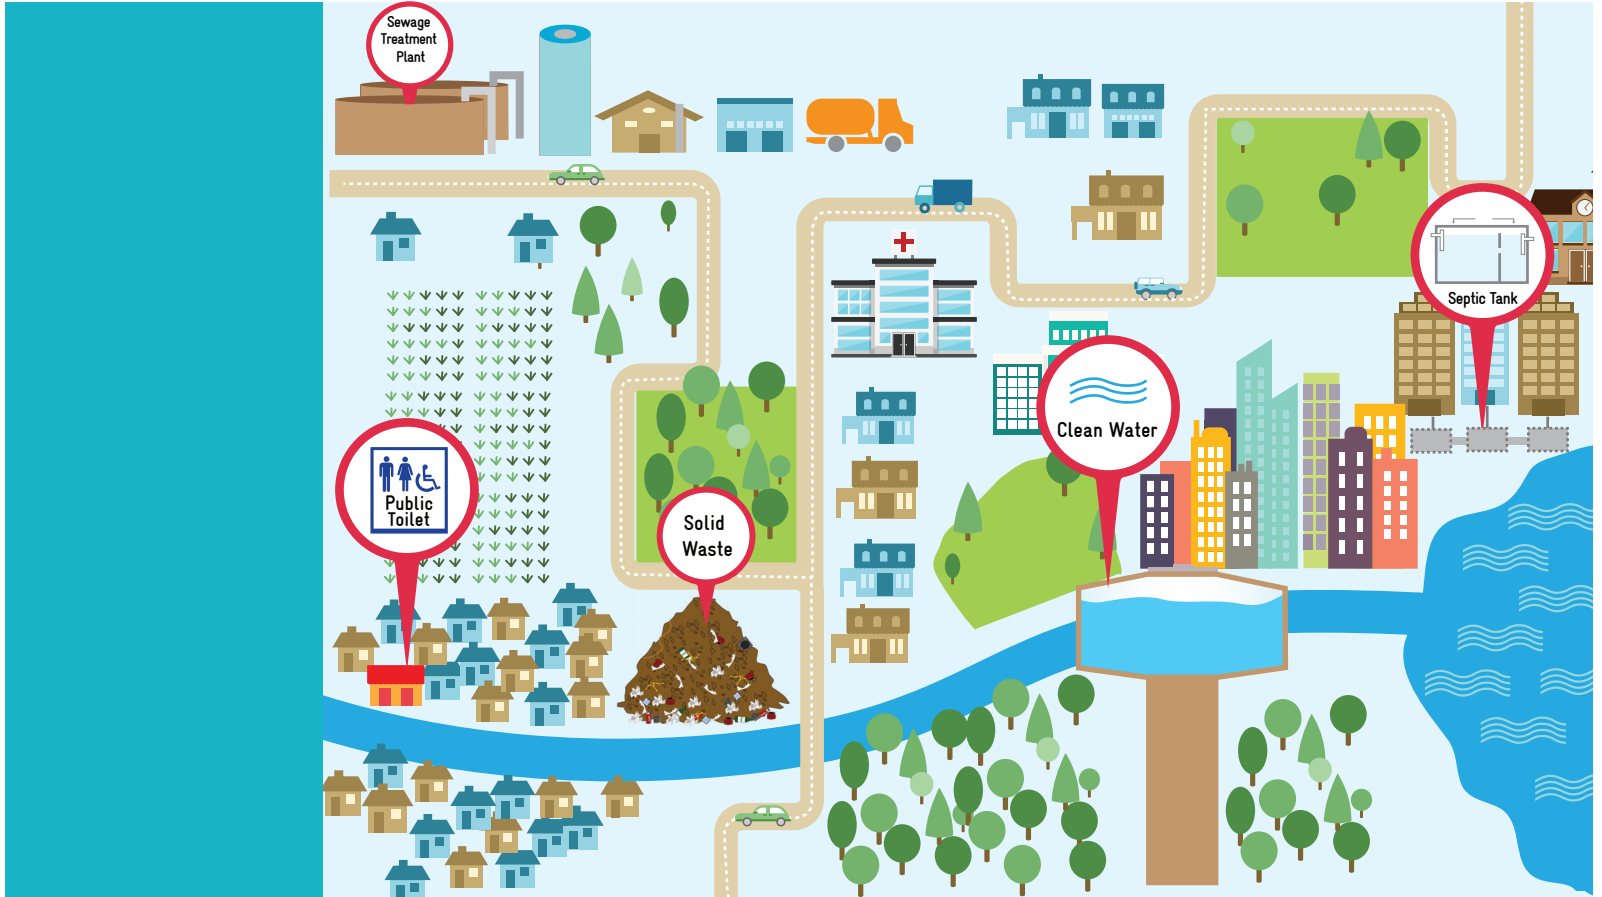 Sewage
Treatment
Plant
Septic Tank
Clean Water
Public
Toilet
Solid
Waste